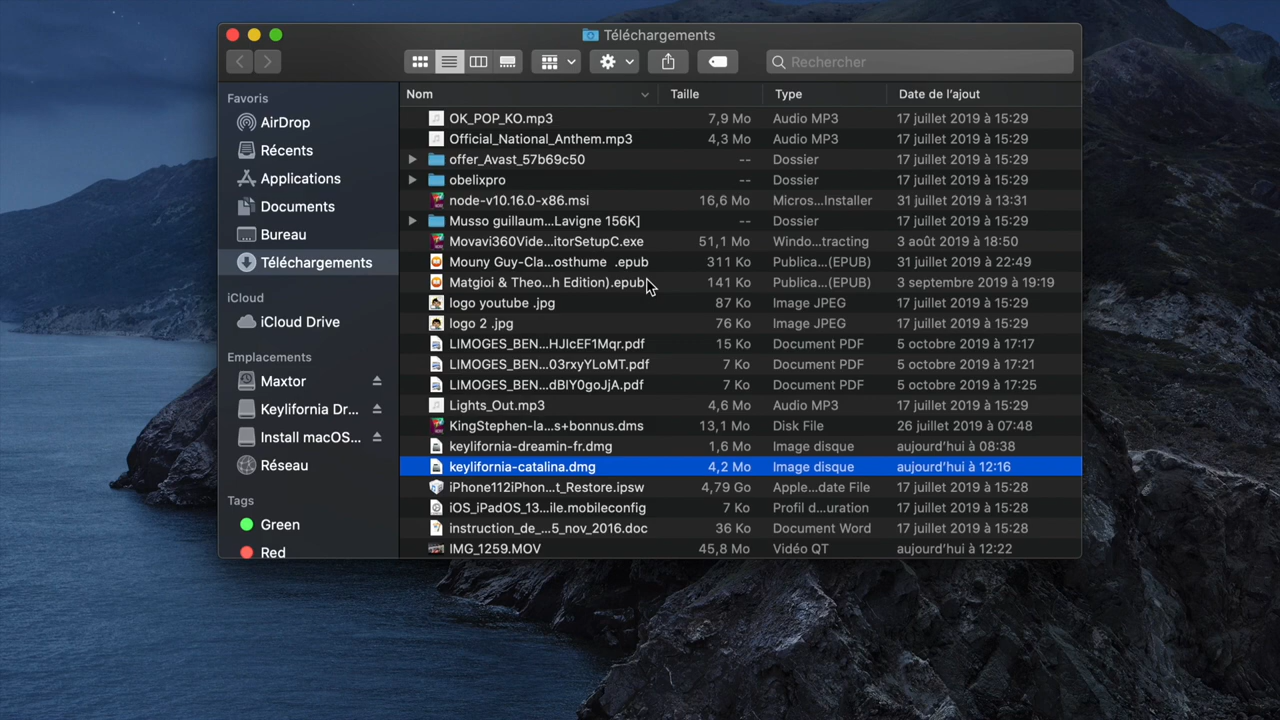 Téléchargements
Rechercher
Favoris
AirDrop
Récents
Applications
Documents
Bureau
Téléchargements
iCloud
iCloud Drive
Emplacements
Maxtor
Keylifornia Dr...
Install macOS...
Réseau
Tags
Green
Red
Nom Taille Type Date de l'ajout
OK_POP_KO.mp3 7,9 Mo Audio MP3 17 juillet 2019 à 15:29
Official_National_Anthem.mp3 4,3 Mo Audio MP3 17 juillet 2019 à 15:29
offer_Avast_57b69c50 -- Dossier 17 juillet 2019 à 15:29
obelixpro -- Dossier 17 juillet 2019 à 15:29
node-v10.16.0-x86.msi 16,6 Mo Micros...Installer 31 juillet 2019 à 13:31
Musso guillaum...Lavigne 156K] -- Dossier 17 juillet 2019 à 15:29
Movavi360Vide...itorSetupC.exe 51,1 Mo Windo...tracting 3 août 2019 à 18:50
Mouny Guy-Cla...osthume .epub 311 Ko Publica...(EPUB) 31 juillet 2019 à 22:49
Matgioi & Theo...h Edition).epub 141 Ko Publica...(EPUB) 3 septembre 2019 à 19:19
logo youtube .jpg 87 Ko Image JPEG 17 juillet 2019 à 15:29
logo 2 .jpg 76 Ko Image JPEG 17 juillet 2019 à 15:29
LIMOGES_BEN...HJIcEF1Mqr.pdf 15 Ko Document PDF 5 octobre 2019 à 17:17
LIMOGES_BEN...03rxyYLoMT.pdf 7 Ko Document PDF 5 octobre 2019 à 17:21
LIMOGES_BEN...dBIY0goJjA.pdf 7 Ko Document PDF 5 octobre 2019 à 17:25
Lights_Out.mp3 4,6 Mo Audio MP3 17 juillet 2019 à 15:29
KingStephen-la...s+bonnus.dms 13,1 Mo Disk File 26 juillet 2019 à 07:48
keylifornia-dreamin-fr.dmg 1,6 Mo Image disque aujourd'hui à 08:38
keylifornia-catalina.dmg 4,2 Mo Image disque aujourd'hui à 12:16
iPhone112iPhon...t_Restore.ipsw 4,79 Go Apple...date File 17 juillet 2019 à 15:28
iOS_iPadOS_13...ile.mobileconfig 7 Ko Profil d...uration 17 juillet 2019 à 15:28
instruction_de_...5_nov_2016.doc 36 Ko Document Word 17 juillet 2019 à 15:28
IMG_1259.MOV 45,8 Mo Vidéo QT aujourd'hui à 12:22